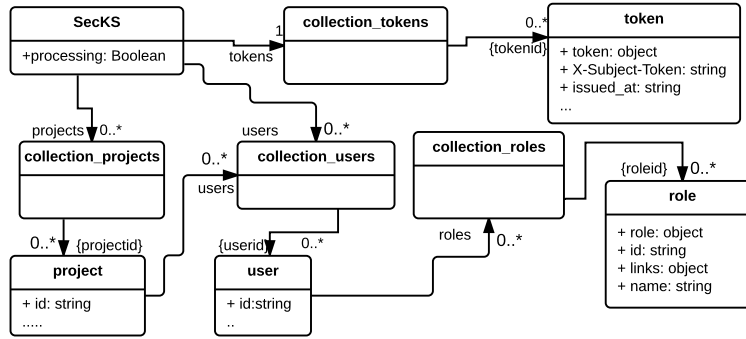 SecKS
+processing: Boolean
collection_tokens
1
tokens
token
0..*
{tokenid}
+ token: object
+ X-Subject-Token: string
+ issued_at: string
...
projects
0..*
users
0..*
collection_projects
0..*
users
collection_users
collection_roles
{roleid}
0..*
role
+ role: object
+ id: string
+ links: object
+ name: string
0..*
{projectid}
{userid}
0..*
roles
0..*
project
+ id: string
.....
user
+ id:string
..